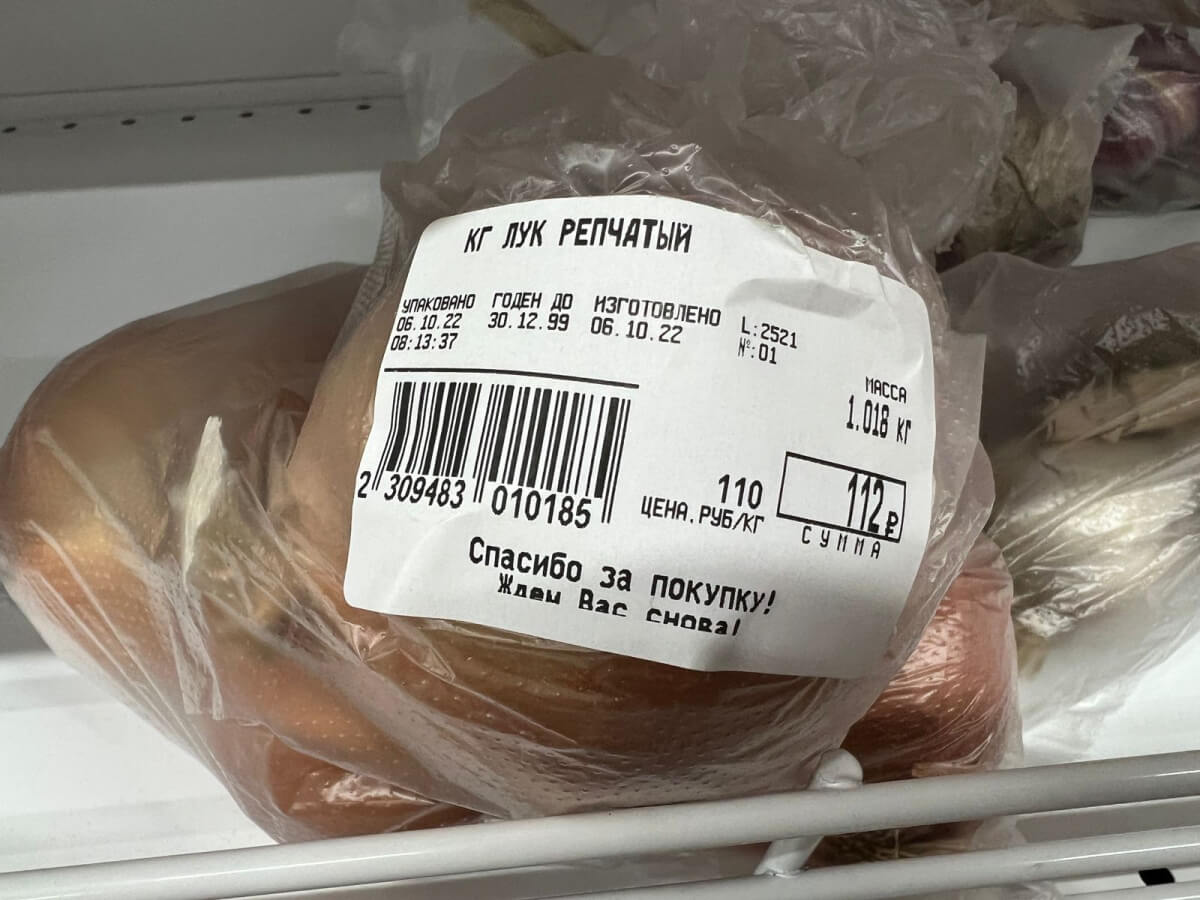 КГ ЛУК РЕПЧАТЫЙ
УПАКОВАНО ГОДЕН ДО ИЗГОТОВЛЕНО L:2521
06.10.22 30.12.99 06.10.22 №:01
08:13:37
МАССА
1.018 КГ
2 309483 010185
110 112₽
ЦЕНА.РУБ/КГ СУММА
Спасибо за ПОКУПКУ!
Ждем Вас снова!